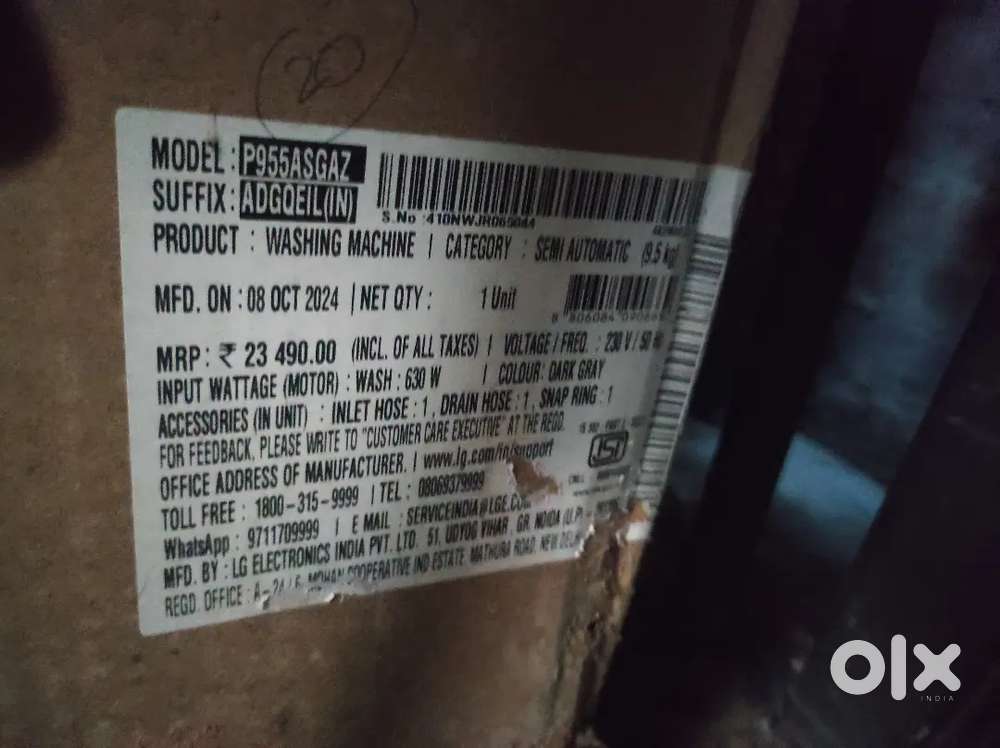 20
MODEL : P955ASGAZ
SUFFIX : ADGQEIL(IN)
S.No :
PRODUCT : WASHING MACHINE | CATEGORY : SEMI AUTOMATIC (9.5 kg)
MFD. ON : 08 OCT 2024 | NET QTY : 1 Unit
MRP : ₹ 23 490.00 (INCL. OF ALL TAXES) | VOLTAGE / FREQ. : 230 V / 50
INPUT WATTAGE (MOTOR) : WASH : 630 W | COLOUR: DARK GRAY
ACCESSORIES (IN UNIT) : INLET HOSE : 1 , DRAIN HOSE : 1 , SNAP RING : 1
FOR FEEDBACK, PLEASE WRITE TO "CUSTOMER CARE EXECUTIVE" AT THE REGD.
OFFICE ADDRESS OF MANUFACTURER. | www.lg.com/in/support
ISI
TOLL FREE : 1800-315-9999 | TEL : 08069379999
WhatsApp : 9711709999 | E MAIL : SERVICEINDIA@LGE.COM
MFD. BY : LG ELECTRONICS INDIA PVT. LTD. 51, UDYOG VIHAR, GR. NOIDA (U.P)
REGD. OFFICE : A-24/6 MOHAN COOPERATIVE IND ESTATE MATHURA ROAD, NEW DELHI
olx
INDIA